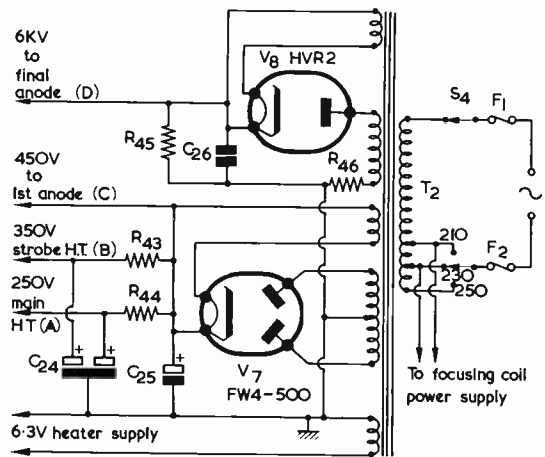 6KV
to
final
anode (D)
V8 HVR2
R45
C26
R46
S4
F1
T2
450V
to
1st anode (C)
350V
strobe H.T. (B)
R43
250V
main
H.T (A)
R44
210
230
250
F2
C24
+
+
C25
+
V7
FW4-500
To focusing coil
power supply
6·3V heater supply